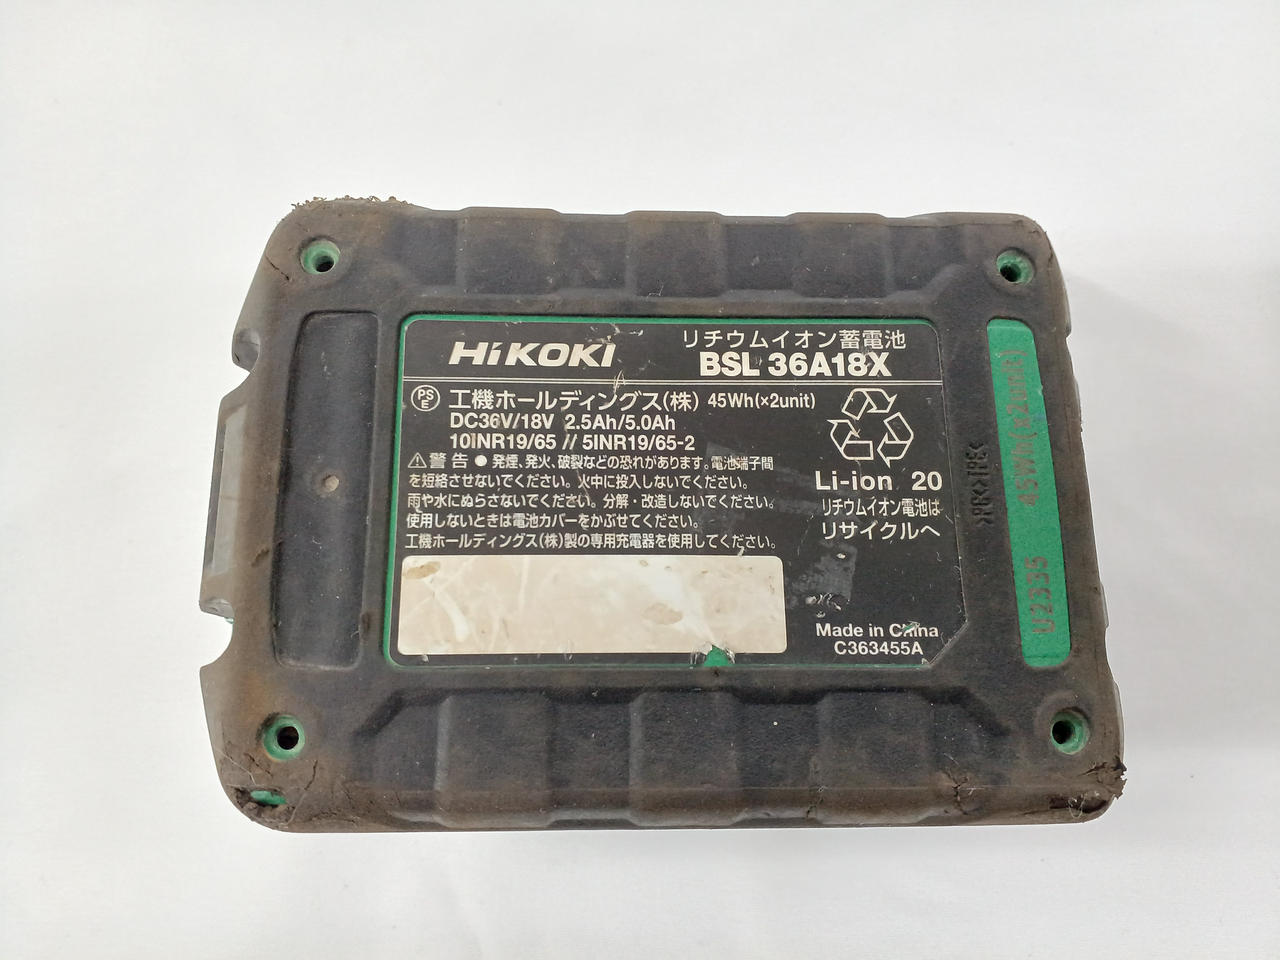 HiKOKI
リチウムイオン蓄電池
BSL 36A18X
PS
E
工機ホールディングス(株) 45Wh(×2unit)
DC36V/18V 2.5Ah/5.0Ah
10INR19/65 // 5INR19/65-2
警告 ● 発煙、発火、破裂などの恐れがあります。電池端子間
を短絡させないでください。火中に投入しないでください。
雨や水にぬらさないでください。分解・改造しないでください。
使用しないときは電池カバーをかぶせてください。
工機ホールディングス(株)製の専用充電器を使用してください。
Li-ion 20
リチウムイオン電池は
リサイクルへ
Made in China
C363455A
>PBK>TPE<
U2335 45Wh(x2unit)